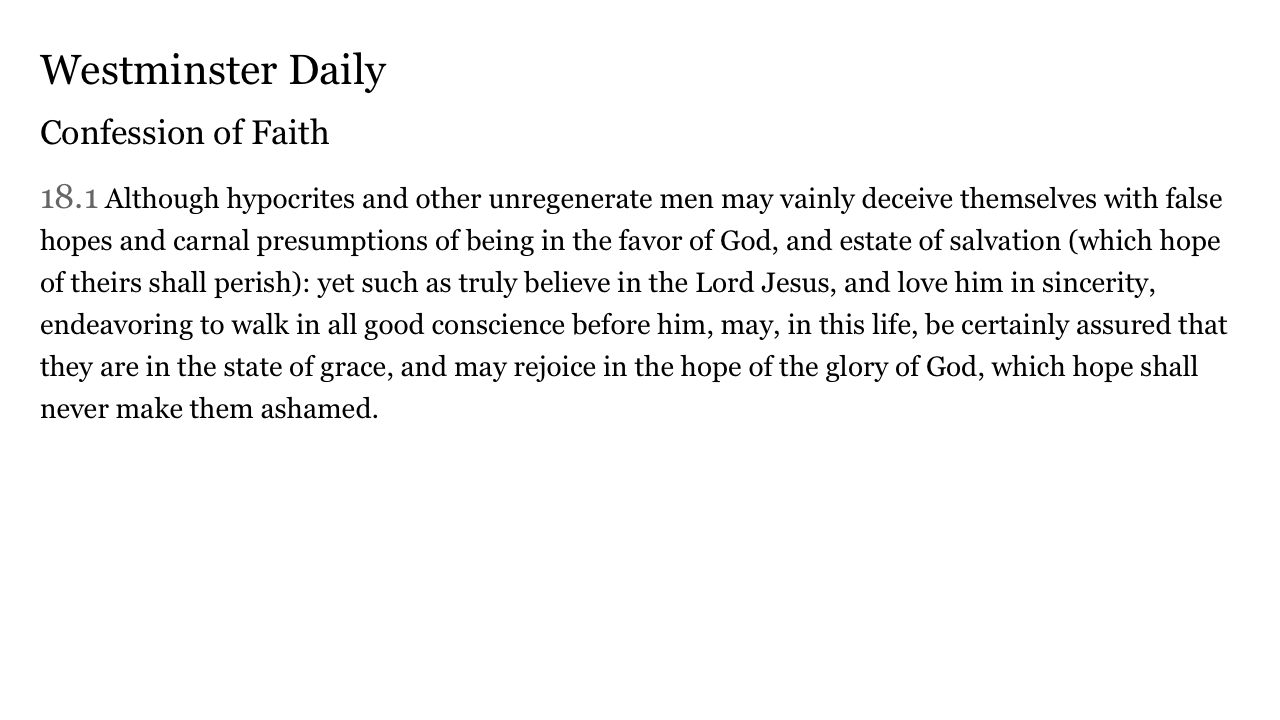 Westminster Daily
Confession of Faith
18.1 Although hypocrites and other unregenerate men may vainly deceive themselves with false
hopes and carnal presumptions of being in the favor of God, and estate of salvation (which hope
of theirs shall perish): yet such as truly believe in the Lord Jesus, and love him in sincerity,
endeavoring to walk in all good conscience before him, may, in this life, be certainly assured that
they are in the state of grace, and may rejoice in the hope of the glory of God, which hope shall
never make them ashamed.